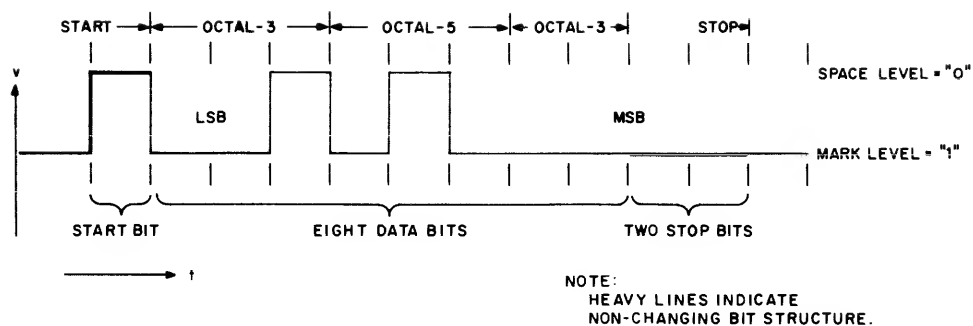 START OCTAL-3 OCTAL-5 OCTAL-3 STOP
V
SPACE LEVEL = "0"
LSB MSB
MARK LEVEL = "1"
START BIT EIGHT DATA BITS TWO STOP BITS
t
NOTE:
HEAVY LINES INDICATE
NON-CHANGING BIT STRUCTURE.